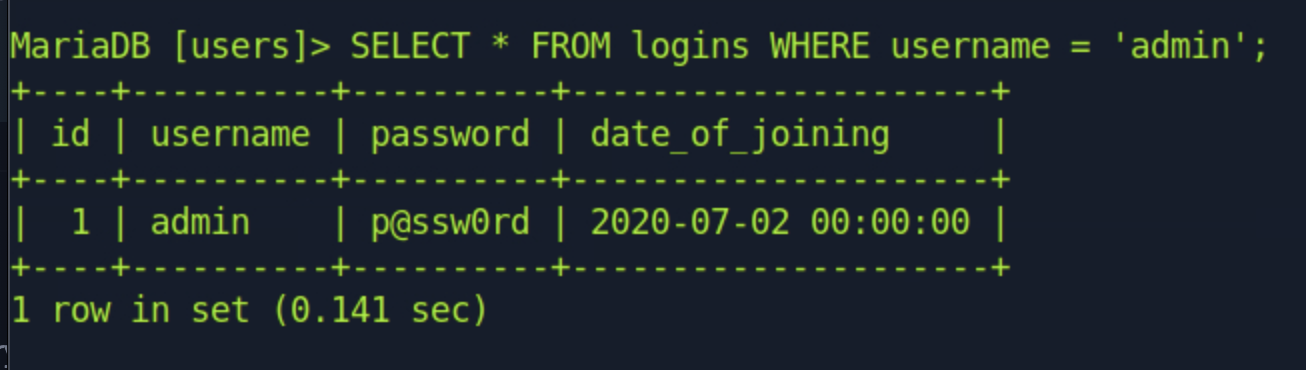 MariaDB [users]> SELECT * FROM logins WHERE username = 'admin';
+----+----------+----------+---------------------+
| id | username | password | date_of_joining     |
+----+----------+----------+---------------------+
|  1 | admin    | p@ssw0rd | 2020-07-02 00:00:00 |
+----+----------+----------+---------------------+
1 row in set (0.141 sec)